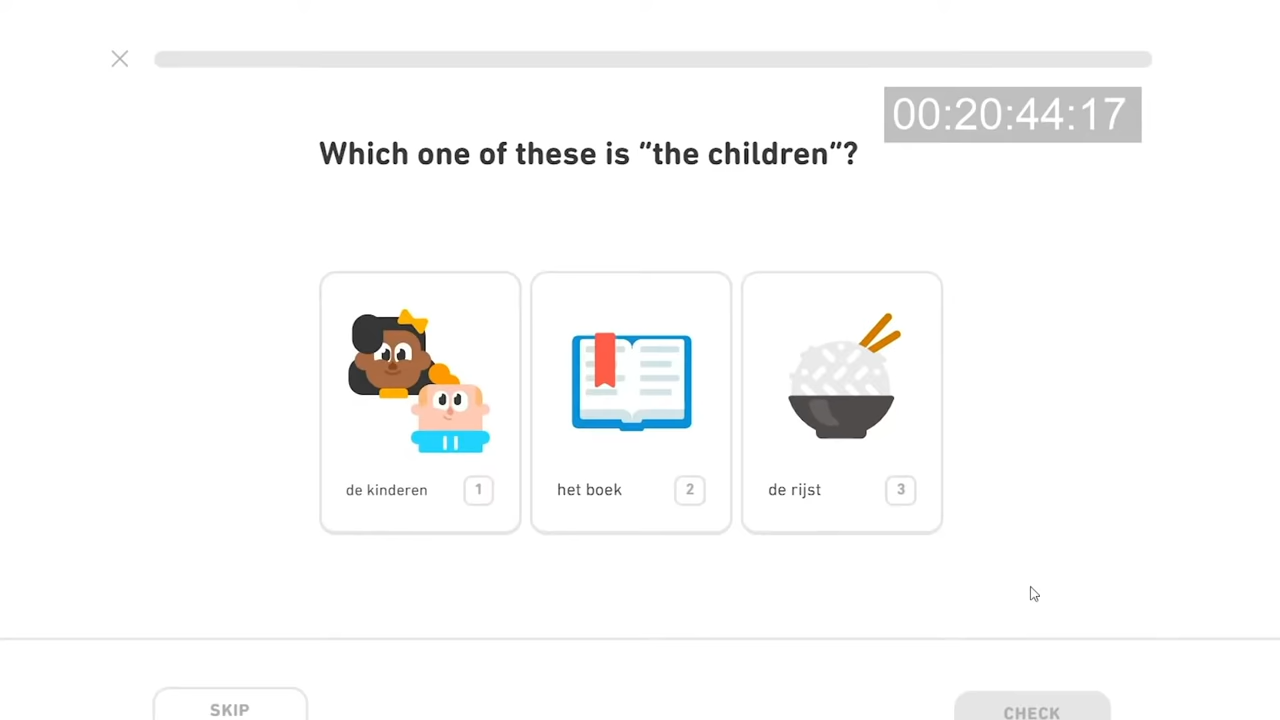 00:20:44:17
Which one of these is “the children”?
de kinderen 1
het boek 2
de rijst 3
SKIP
CHECK